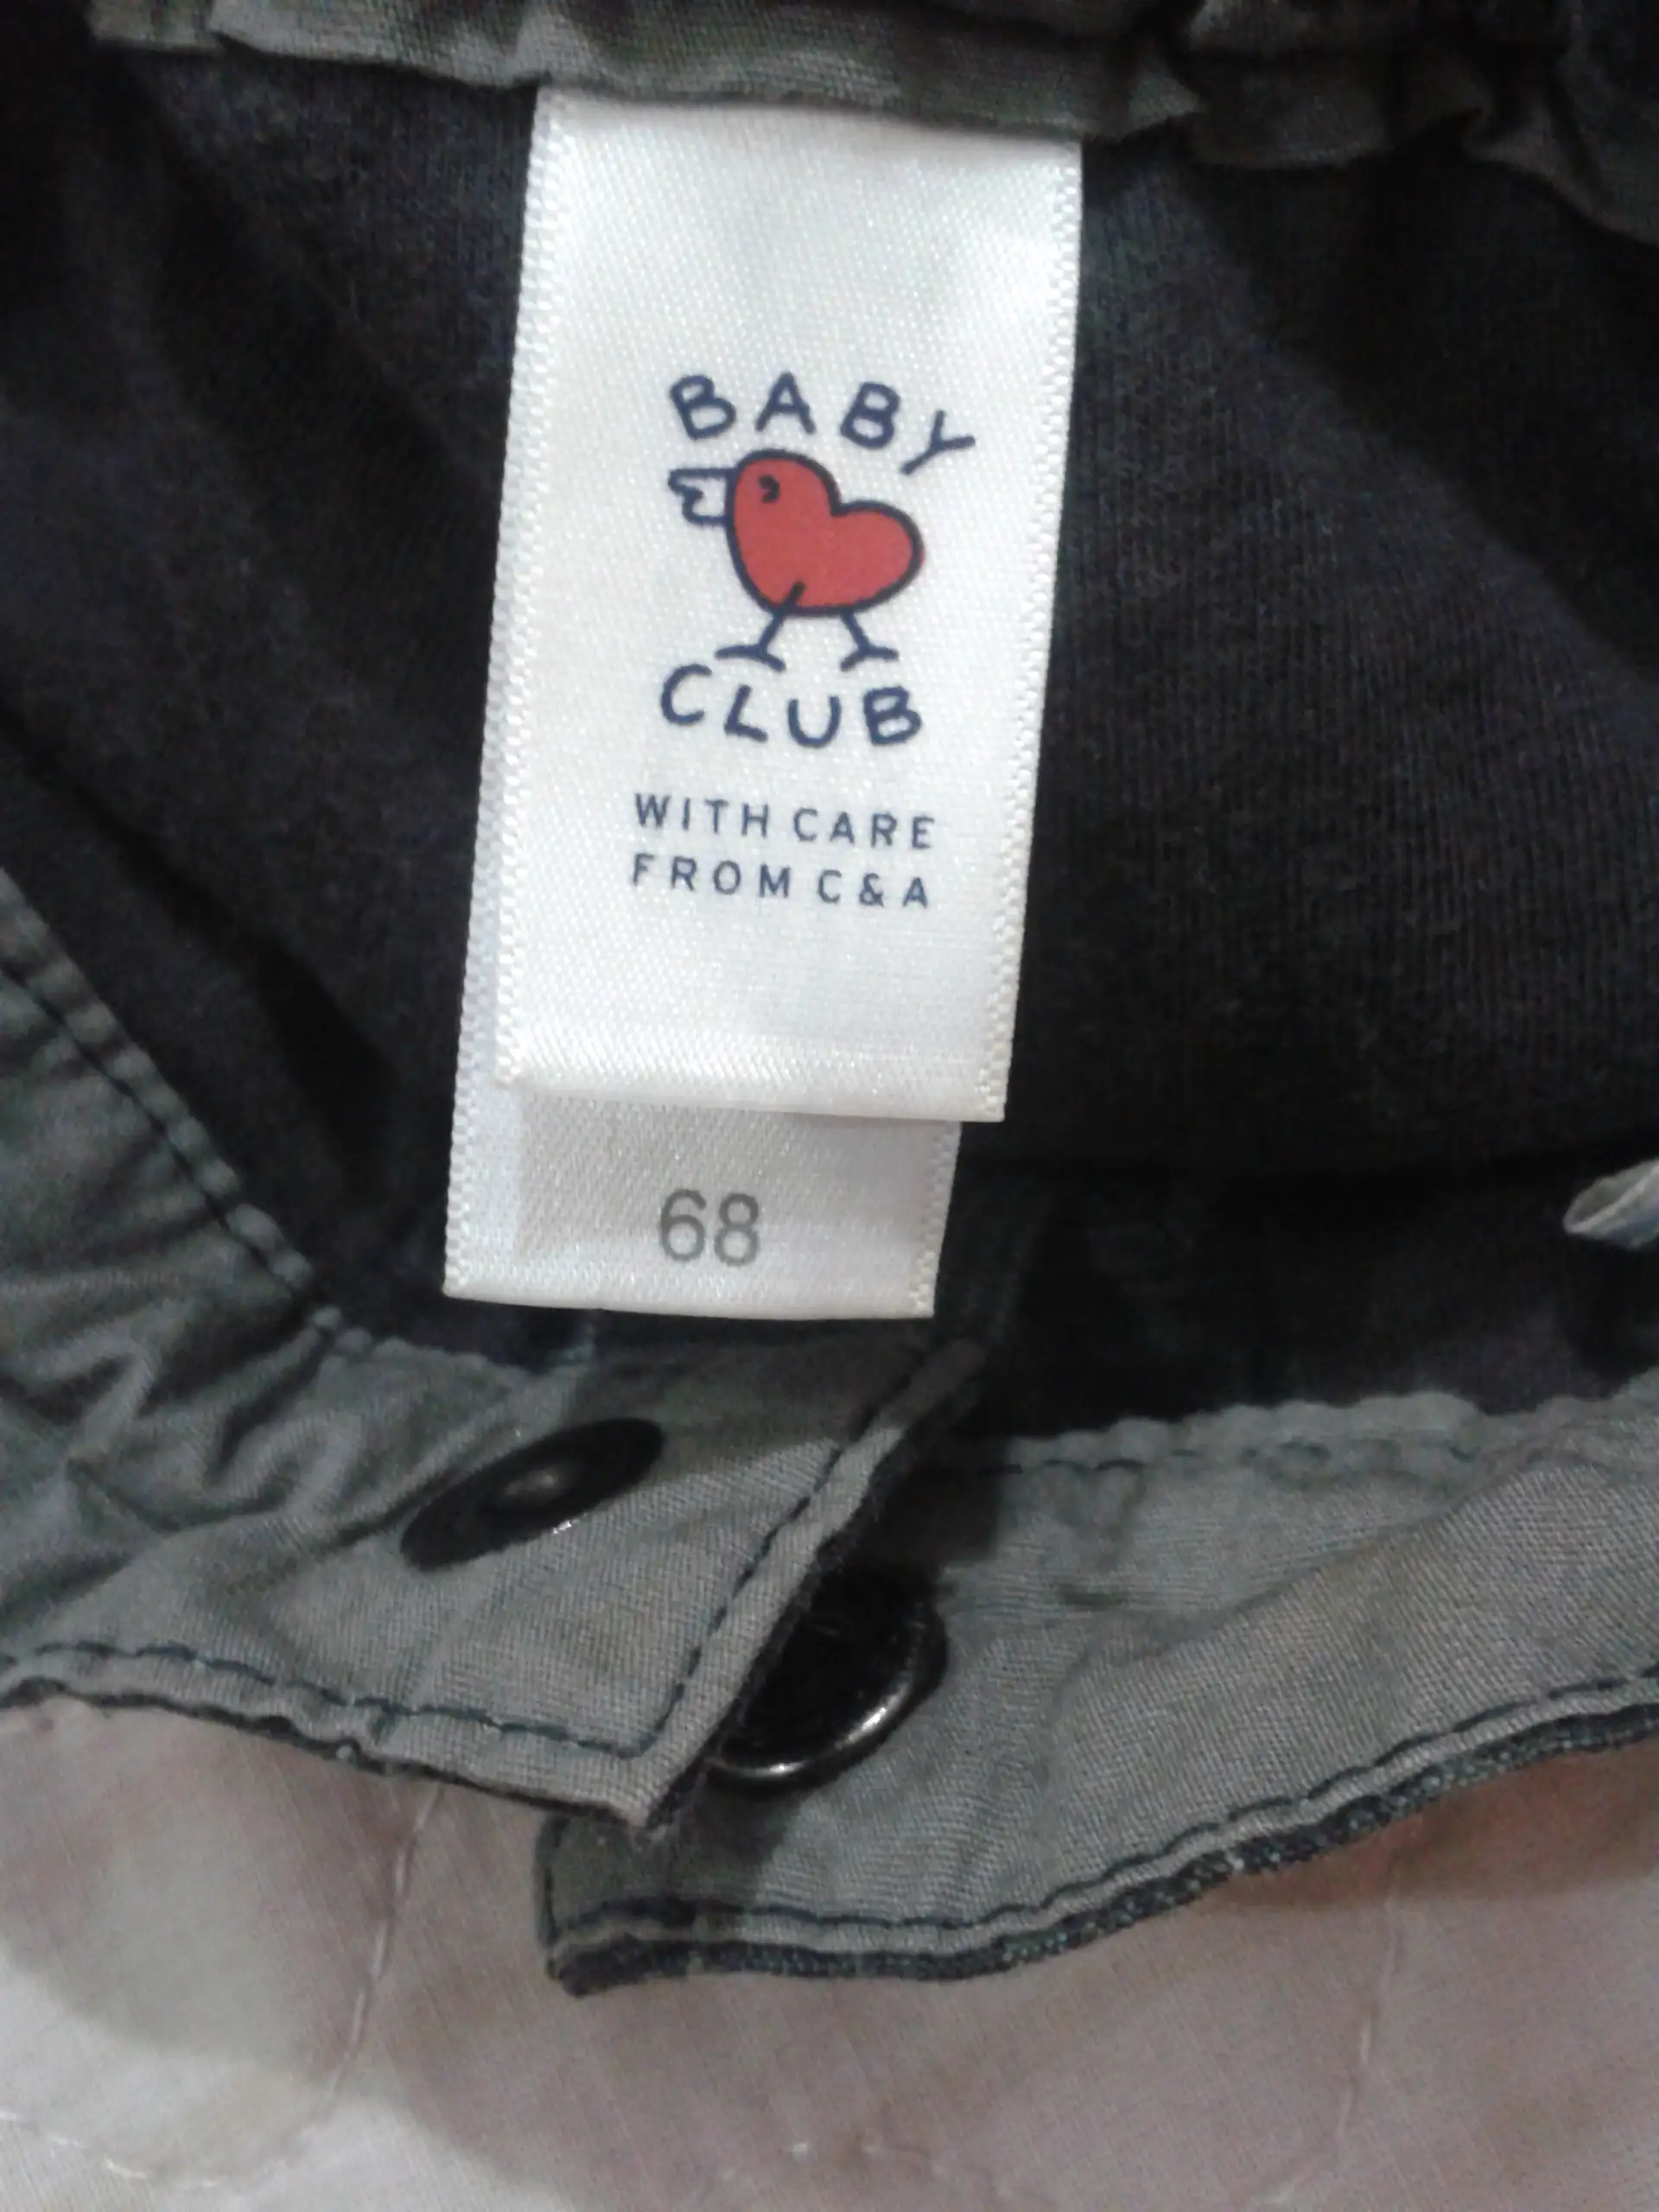 BABY
CLUB
WITH CARE
FROM C&A
68